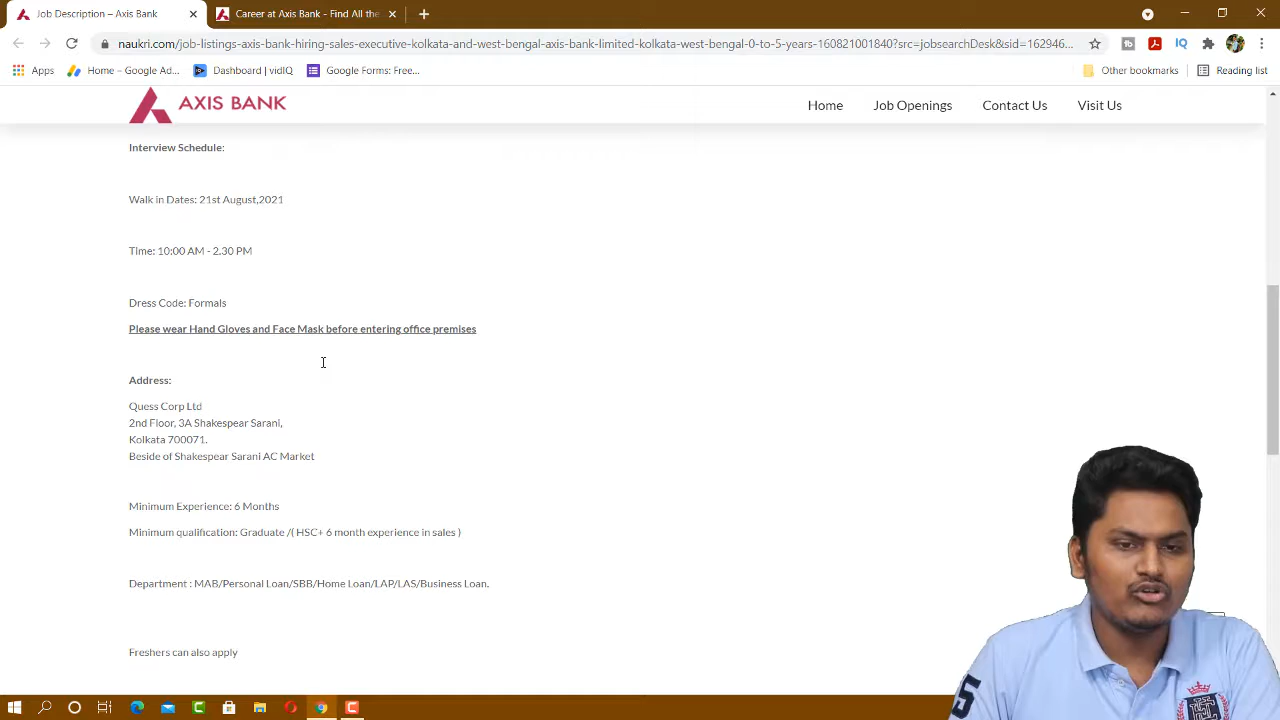 Job Description – Axis Bank
Career at Axis Bank - Find All the
naukri.com/job-listings-axis-bank-hiring-sales-executive-kolkata-and-west-bengal-axis-bank-limited-kolkata-west-bengal-0-to-5-years-160821001840?src=jobsearchDesk&sid=162946...
Apps
Home – Google Ad...
Dashboard | vidIQ
Google Forms: Free...
Other bookmarks
Reading list
AXIS BANK
Home
Job Openings
Contact Us
Visit Us
Interview Schedule:
Walk in Dates: 21st August,2021
TIme: 10:00 AM - 2.30 PM
Dress Code: Formals
Please wear Hand Gloves and Face Mask before entering office premises
Address:
Quess Corp Ltd
2nd Floor, 3A Shakespear Sarani,
Kolkata 700071.
Beside of Shakespear Sarani AC Market
Minimum Experience: 6 Months
Minimum qualification: Graduate /( HSC+ 6 month experience in sales )
Department : MAB/Personal Loan/SBB/Home Loan/LAP/LAS/Business Loan.
Freshers can also apply